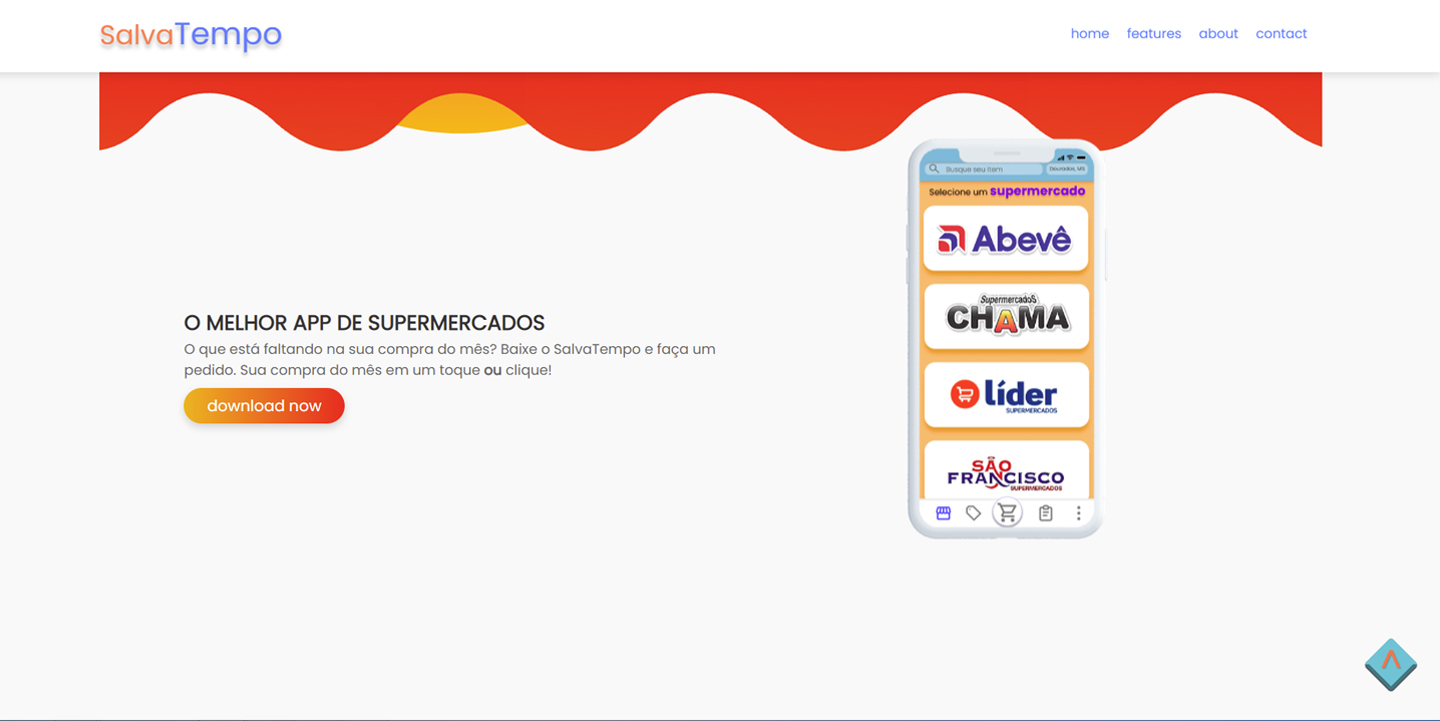 SalvaTempo
home features about contact
Busque seu item
Dourados, MS
Selecione um supermercado
Abevê
SupermercadoS
CHAMA
O MELHOR APP DE SUPERMERCADOS
O que está faltando na sua compra do mês? Baixe o SalvaTempo e faça um
pedido. Sua compra do mês em um toque ou clique!
download now
líder
SUPERMERCADOS
SÃO
FRANCISCO
SUPERMERCADOS